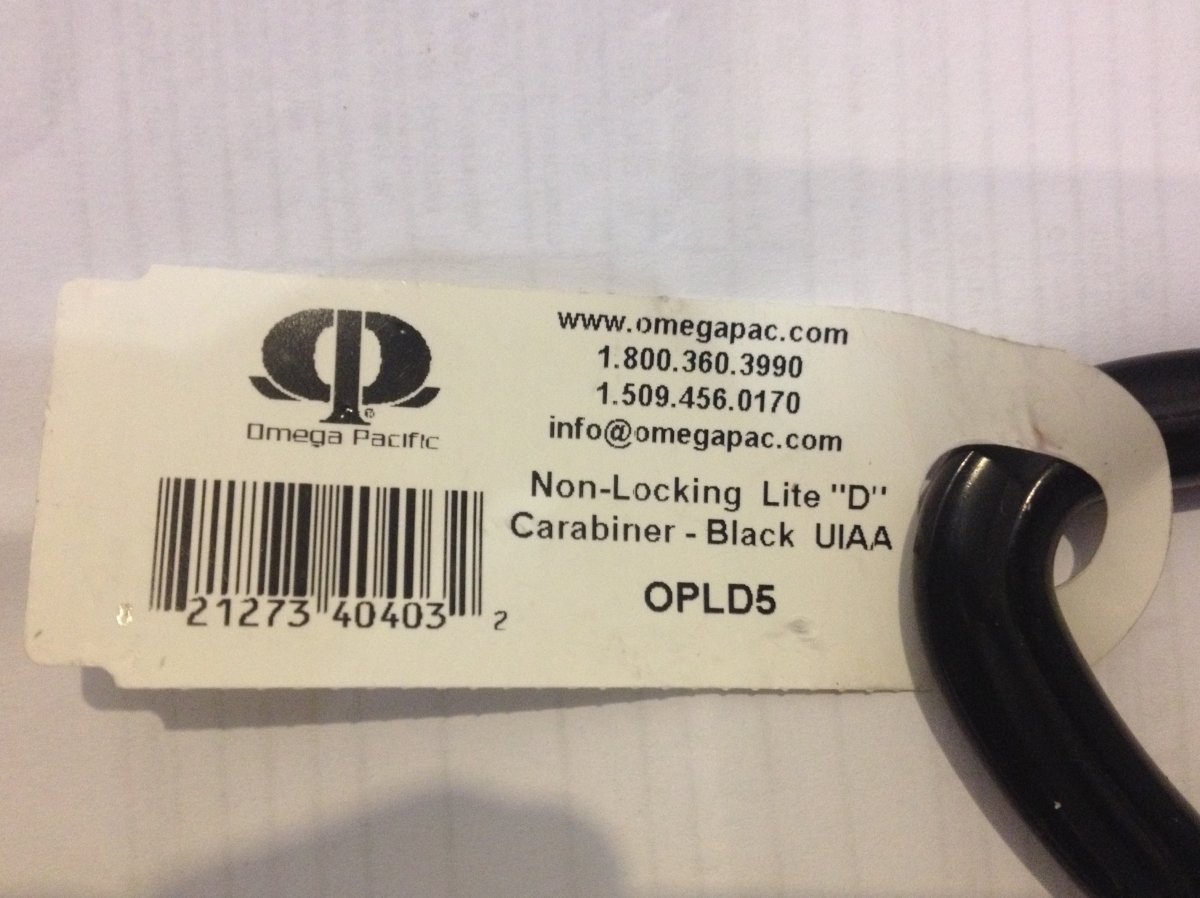 Omega Pacific®
www.omegapac.com
1.800.360.3990
1.509.456.0170
info@omegapac.com
Non-Locking Lite "D"
Carabiner - Black UIAA
OPLD5
8 21273 40403 2